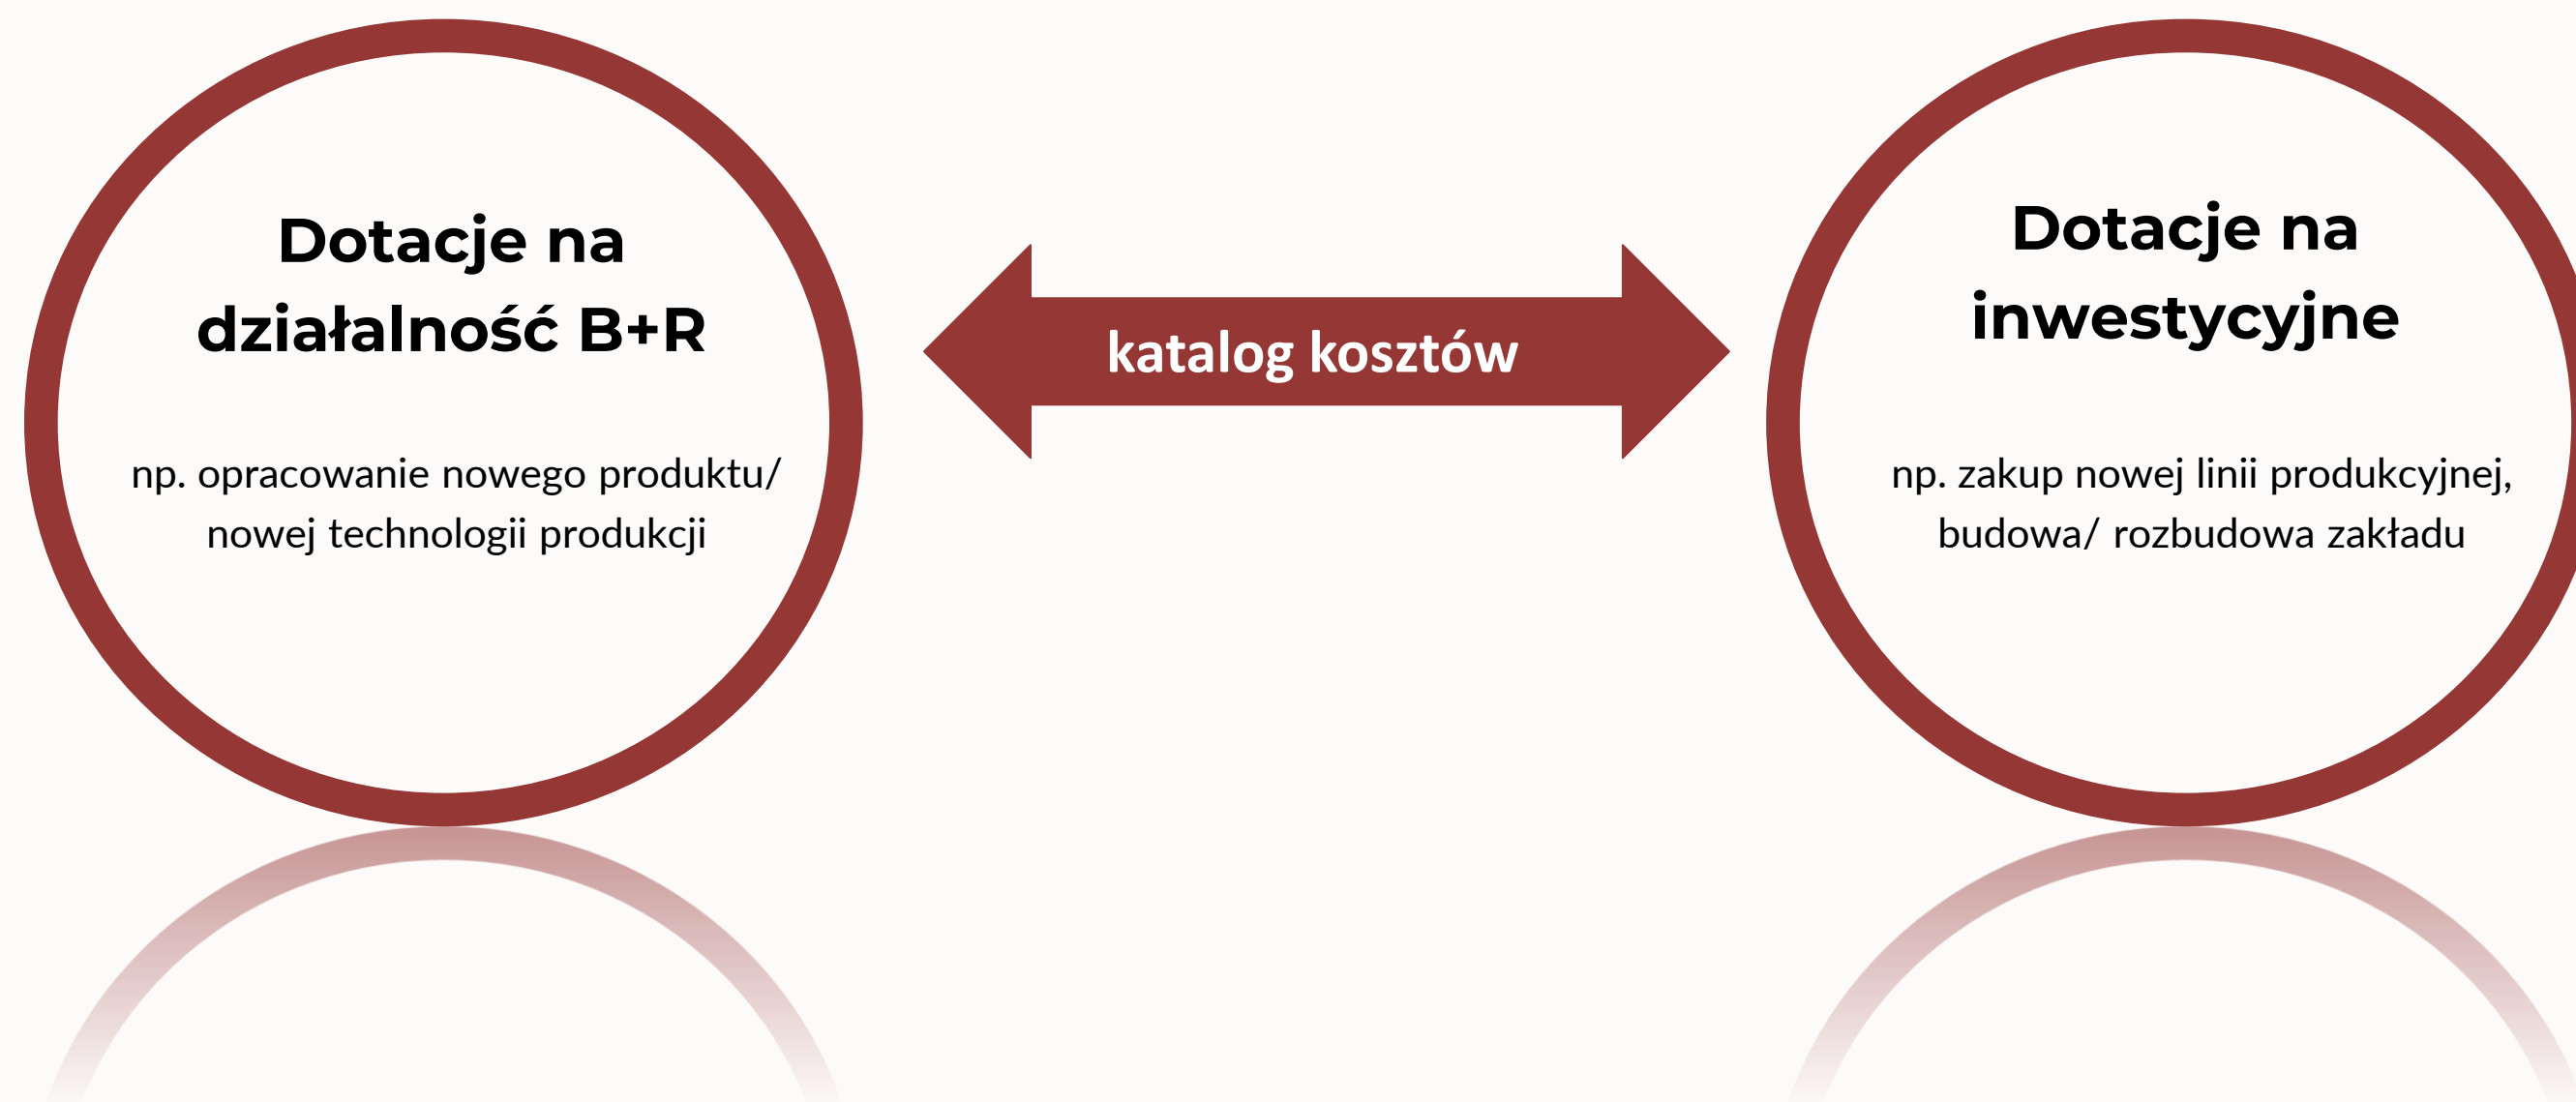 Dotacje na
działalność B+R
np. opracowanie nowego produktu/
nowej technologii produkcji
katalog kosztów
Dotacje na
inwestycyjne
np. zakup nowej linii produkcyjnej,
budowa/ rozbudowa zakładu